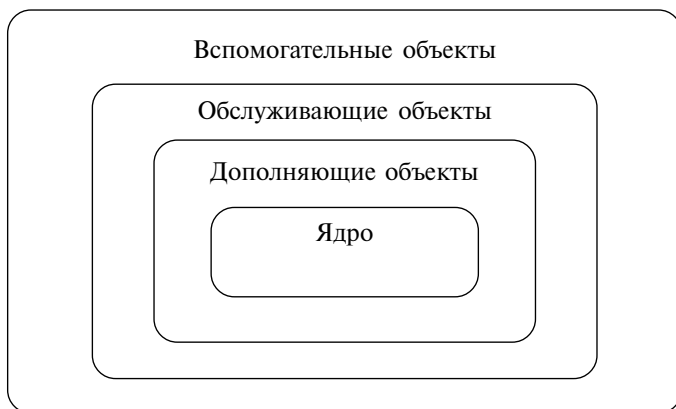 Вспомогательные объекты
Обслуживающие объекты
Дополняющие объекты
Ядро